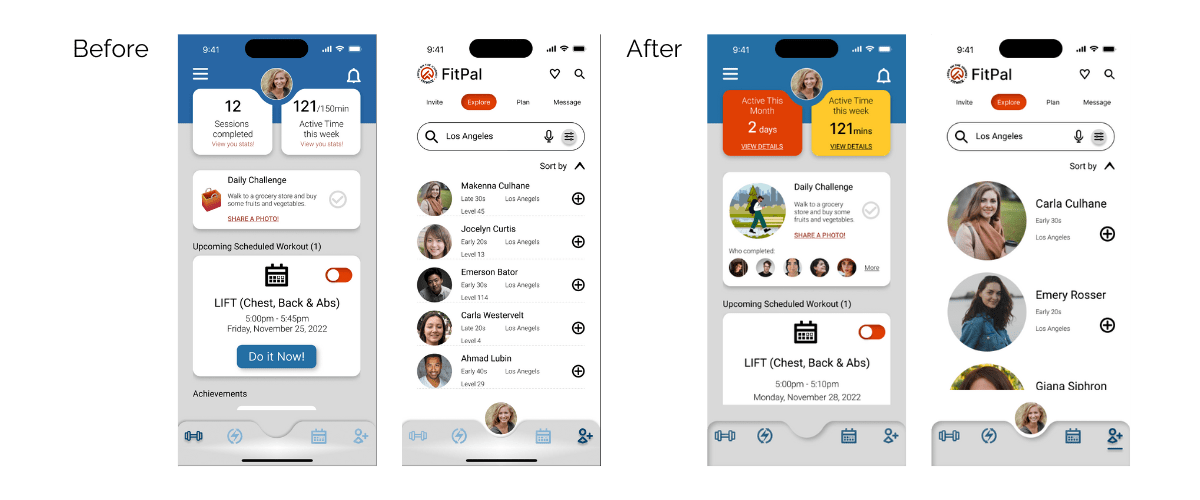 Before
9:41
12
Sessions
completed
View you stats!
121/150min
Active Time
this week
View you stats!
Daily Challenge
Walk to a grocery store and buy
some fruits and vegetables.
SHARE A PHOTO!
Upcoming Scheduled Workout (1)
LIFT (Chest, Back & Abs)
5:00pm - 5:45pm
Friday, November 25, 2022
Do it Now!
Achievements
9:41
FitPal
Invite
Explore
Plan
Message
Los Angeles
Sort by
Makenna Culhane
Late 30s Los Anegels
Level 45
Jocelyn Curtis
Early 20s Los Anegels
Level 13
Emerson Bator
Early 30s Los Anegels
Level 114
Carla Westervelt
Late 20s Los Anegels
Level 4
Ahmad Lubin
Early 40s Los Anegels
Level 29
After
9:41
Active This
Month
2 days
VIEW DETAILS
Active Time
this week
121mins
VIEW DETAILS
Daily Challenge
Walk to a grocery
store and buy some
fruits and vegetables.
SHARE A PHOTO!
Who completed:
More
Upcoming Scheduled Workout (1)
LIFT (Chest, Back & Abs)
5:00pm - 5:10pm
Monday, November 28, 2022
9:41
FitPal
Invite
Explore
Plan
Message
Los Angeles
Sort by
Carla Culhane
Early 30s
Los Angeles
Emery Rosser
Early 20s
Los Angeles
Giana Siphron